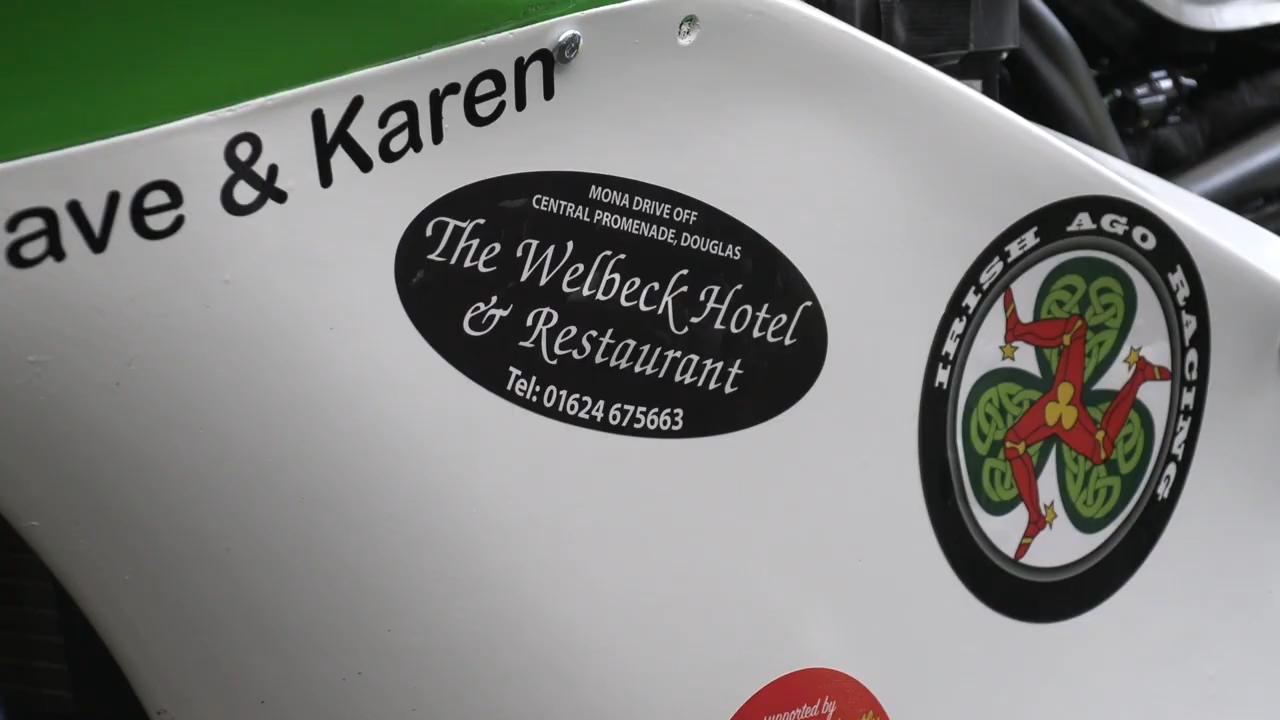 ave & Karen
MONA DRIVE OFF
CENTRAL PROMENADE, DOUGLAS
The Welbeck Hotel
& Restaurant
Tel: 01624 675663
IRISH AGO RACING
supported by